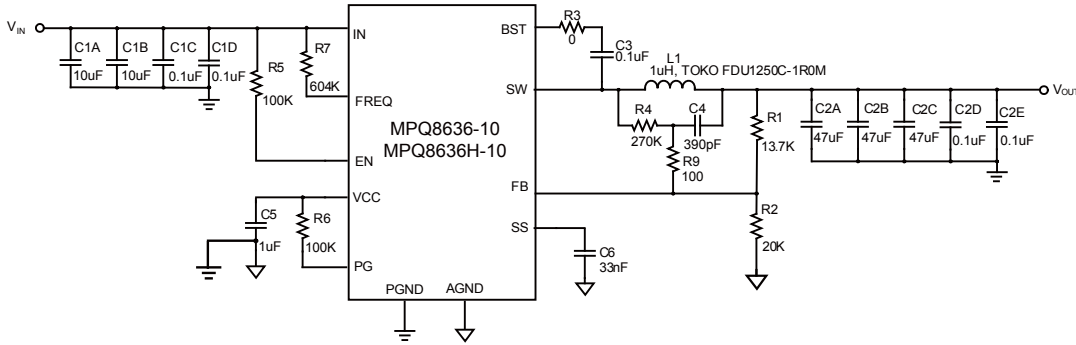 VIN
C1A
10uF
C1B
10uF
C1C
0.1uF
C1D
0.1uF
R5
100K
R7
604K
IN
FREQ
EN
VCC
PG
C5
1uF
R6
100K
MPQ8636-10
MPQ8636H-10
PGND
AGND
BST
SW
FB
SS
R3
0
C3
0.1uF
L1
1uH, TOKO FDU1250C-1R0M
R4
270K
C4
390pF
R9
100
R1
13.7K
R2
20K
C6
33nF
C2A
47uF
C2B
47uF
C2C
47uF
C2D
0.1uF
C2E
0.1uF
VOUT